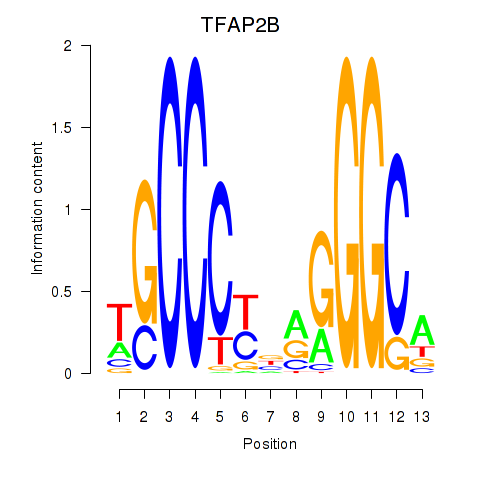 TFAP2B
Information content
2
1.5
1
0.5
0
T A C G
G C
C
C
C T G A
T C G A
G T C A
A G C T
G A C T
G
G
C G
A T G C
1 2 3 4 5 6 7 8 9 10 11 12 13
Position